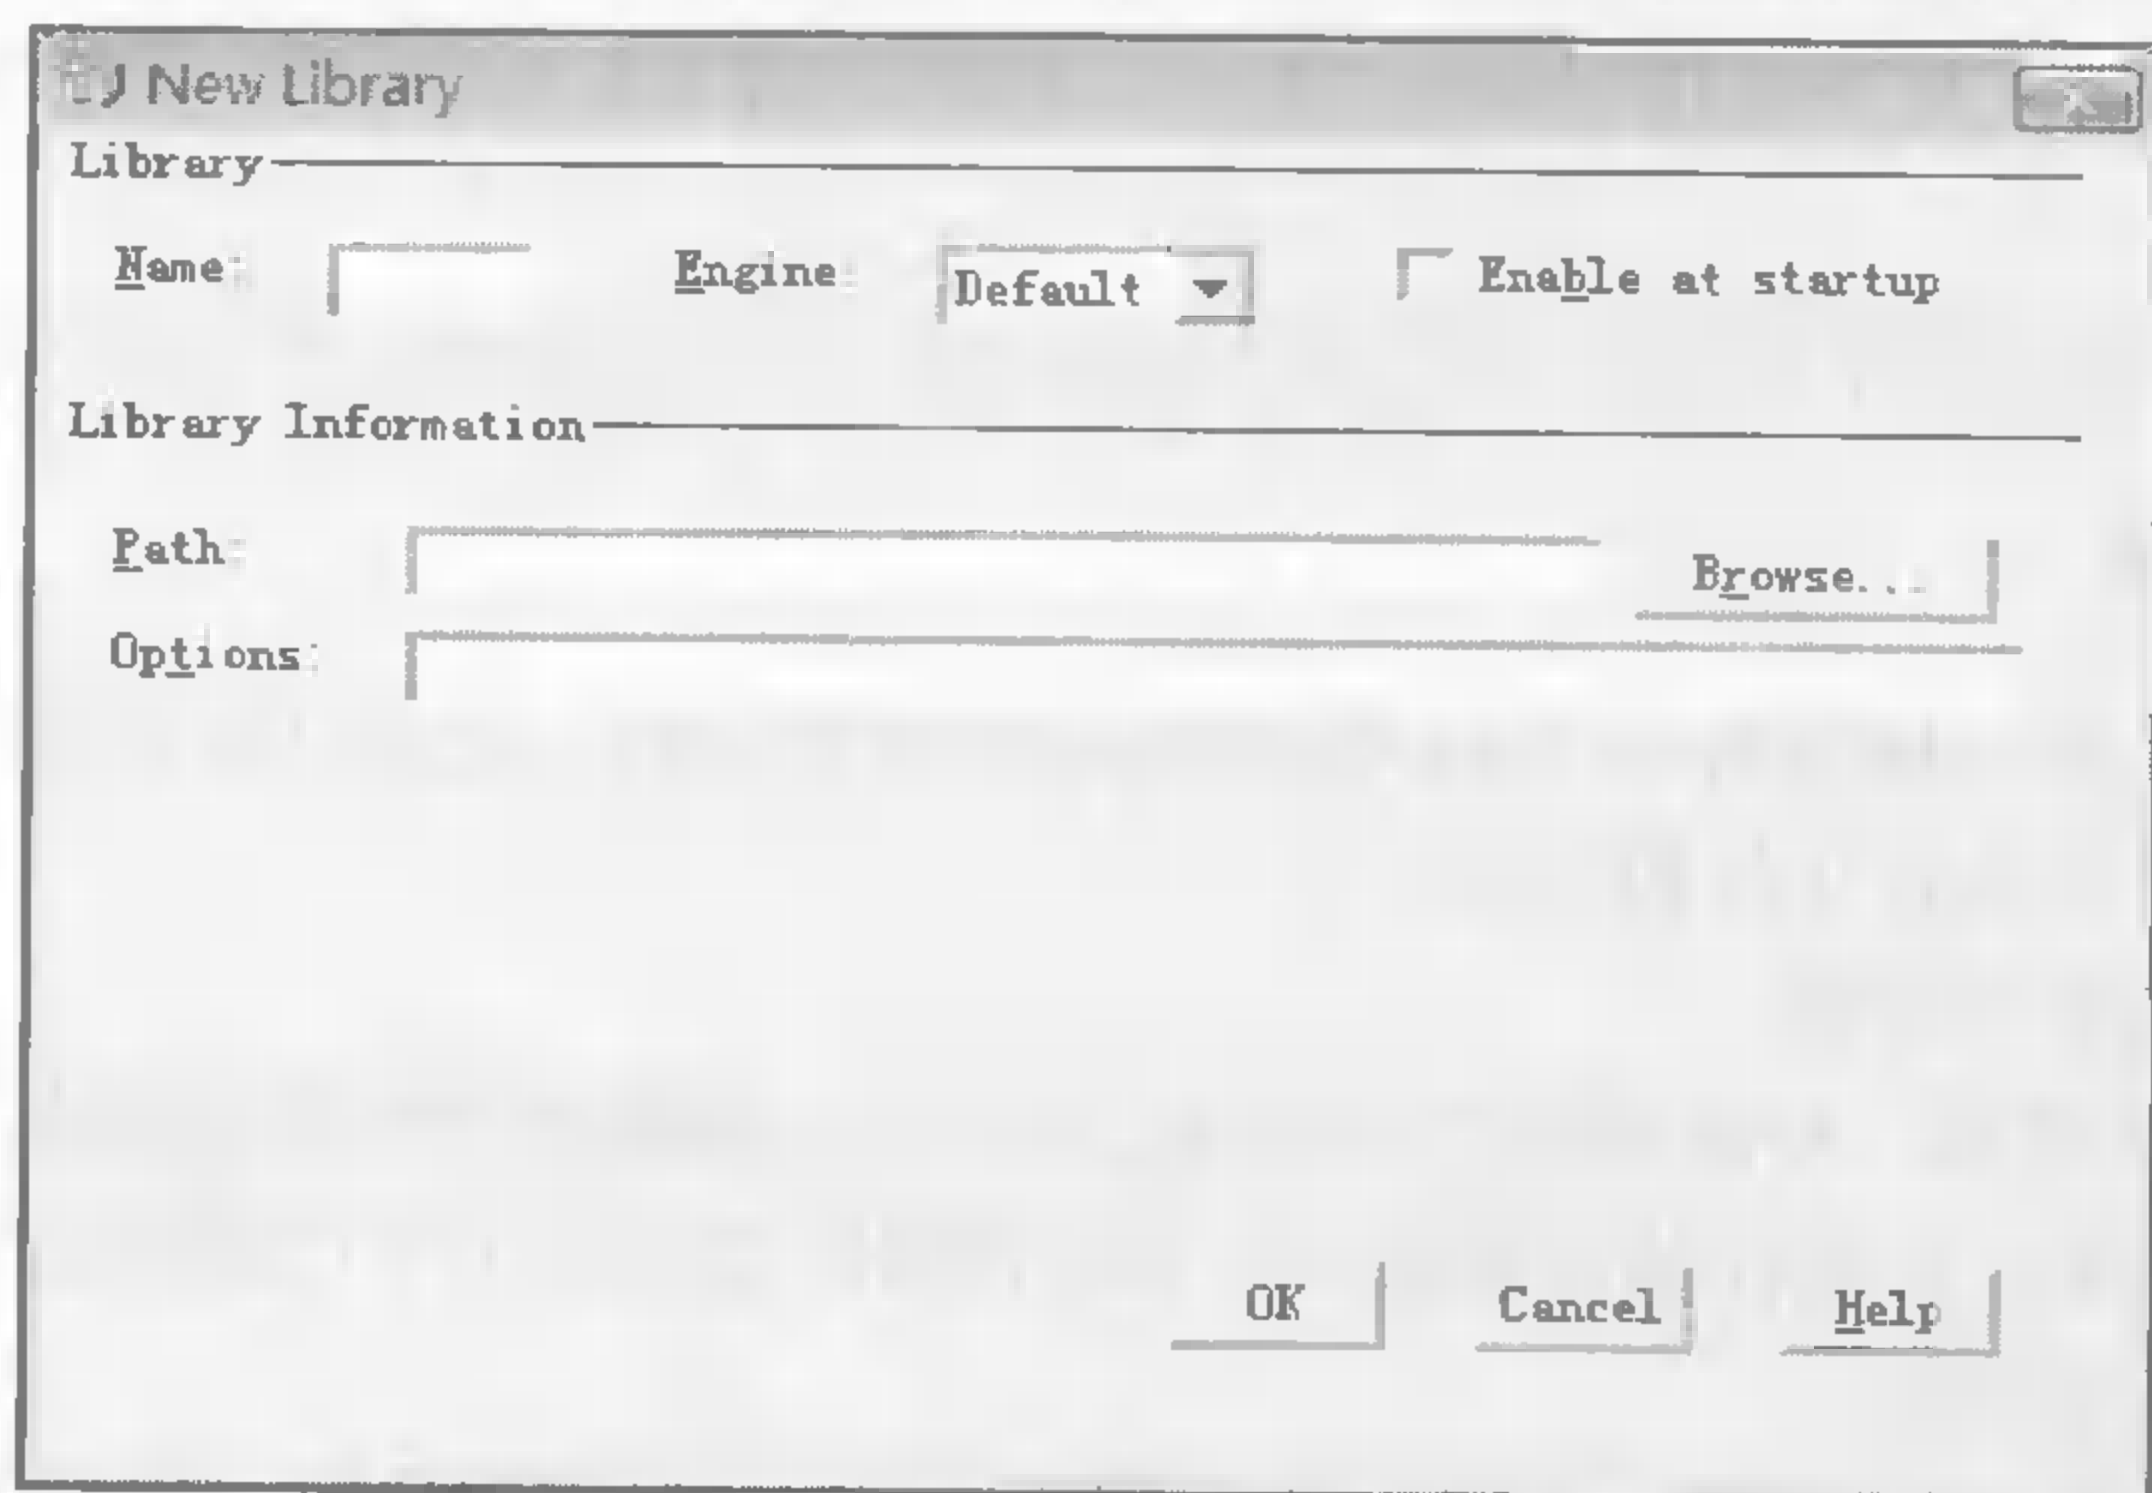 New Library
Library
Name: Engine: Default Enable at startup
Library Information
Path: Browse...
Options:
OK Cancel Help